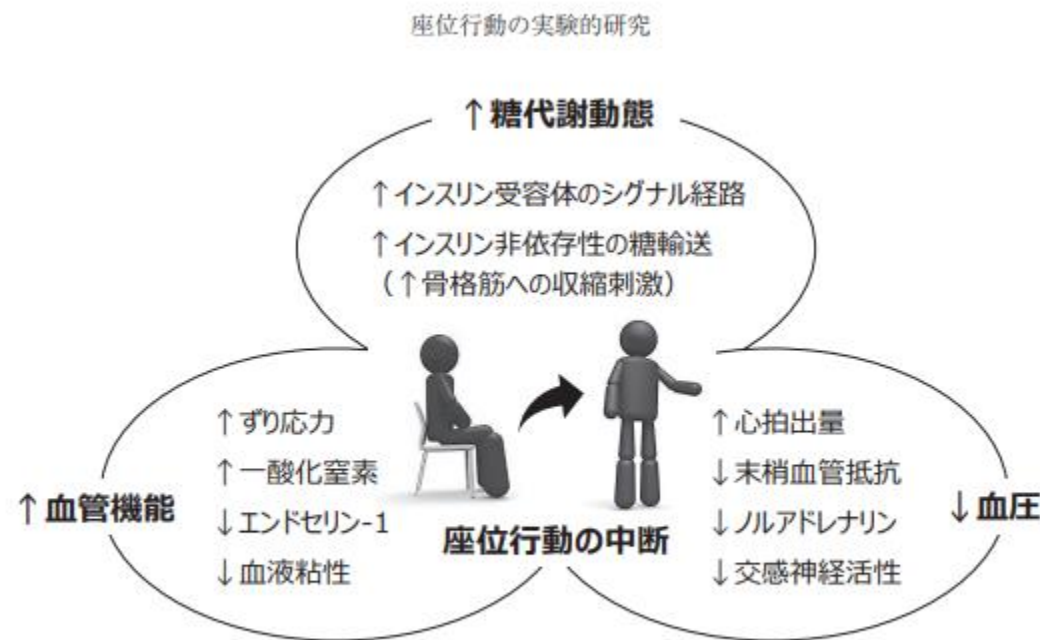 座位行動の実験的研究
↑糖代謝動態
↑インスリン受容体のシグナル経路
↑インスリン非依存性の糖輸送
（↑骨格筋への収縮刺激）
↑血管機能
↑ずり応力
↑一酸化窒素
↓エンドセリン-1
↓血液粘性
座位行動の中断
↑心拍出量
↓末梢血管抵抗
↓ノルアドレナリン
↓交感神経活性
↓血圧